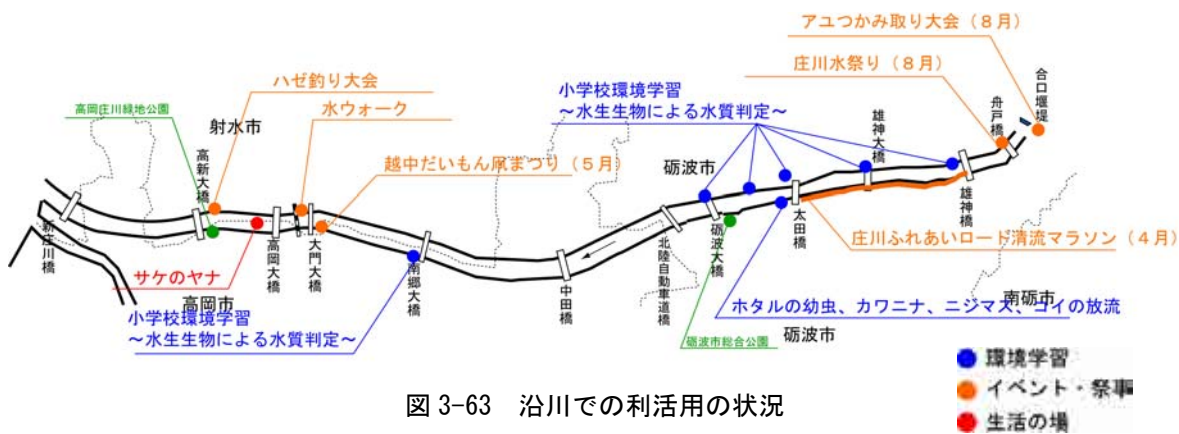 アユつかみ取り大会（８月）
庄川水祭り（８月）
合口堰堤
舟戸橋
小学校環境学習
～水生生物による水質判定～
雄神大橋
ハゼ釣り大会
高岡庄川緑地公園
水ウォーク
射水市
高新大橋
越中だいもん凧まつり（５月）
砺波市
雄神橋
太田橋
砺波大橋
庄川ふれあいロード清流マラソン（４月）
新庄川橋
高岡大橋
大門大橋
南郷大橋
中田橋
北陸自動車道橋
サケのヤナ
高岡市
南砺市
ホタルの幼虫、カワニナ、ニジマス、コイの放流
小学校環境学習
～水生生物による水質判定～
砺波市総合公園
砺波市
環境学習
イベント・祭事
生活の場
図 3-63　沿川での利活用の状況